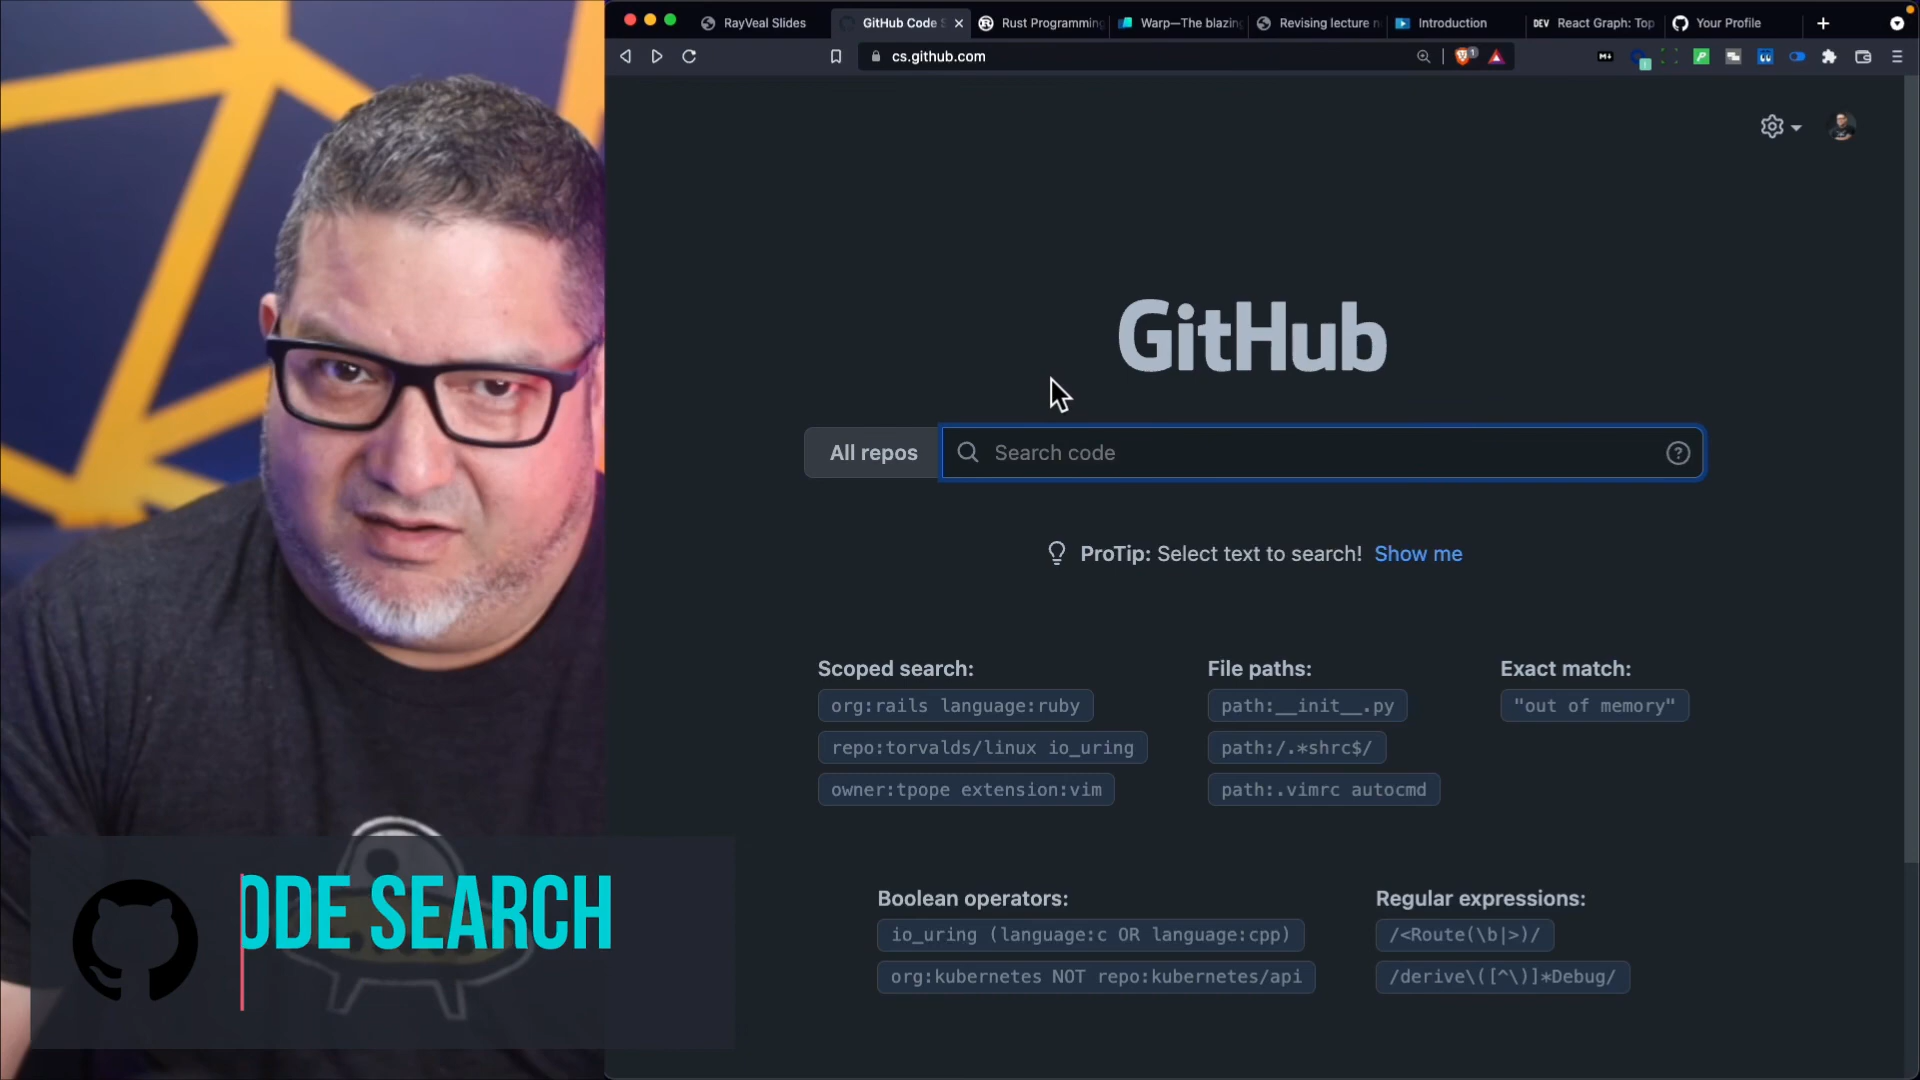 RayVeal Slides
GitHub Code S
Rust Programming
Warp—The blazing
Revising lecture n
Introduction
DEV React Graph: Top
Your Profile
cs.github.com
GitHub
All repos
Search code
ProTip: Select text to search! Show me
Scoped search:
org:rails language:ruby
repo:torvalds/linux io_uring
owner:tpope extension:vim
File paths:
path:__init__.py
path:/.*shrc$/
path:.vimrc autocmd
Exact match:
"out of memory"
Boolean operators:
io_uring (language:c OR language:cpp)
org:kubernetes NOT repo:kubernetes/api
Regular expressions:
/<Route(\b|>)/
/derive\([^\)]*Debug/
ODE SEARCH